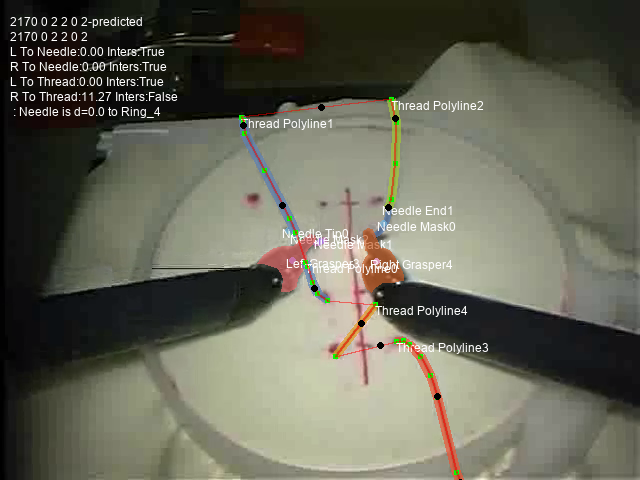 2170 0 2 2 0 2-predicted
2170 0 2 2 0 2
L To Needle:0.00 Inters:True
R To Needle:0.00 Inters:True
L To Thread:0.00 Inters:True
R To Thread:11.27 Inters:False
: Needle is d=0.0 to Ring_4
Thread Polyline2
Thread Polyline1
Needle End1
Needle Mask0
Needle Tip0
Needle Mask1
Left Grasper3
Right Grasper4
Thread Polyline0
Thread Polyline4
Thread Polyline3